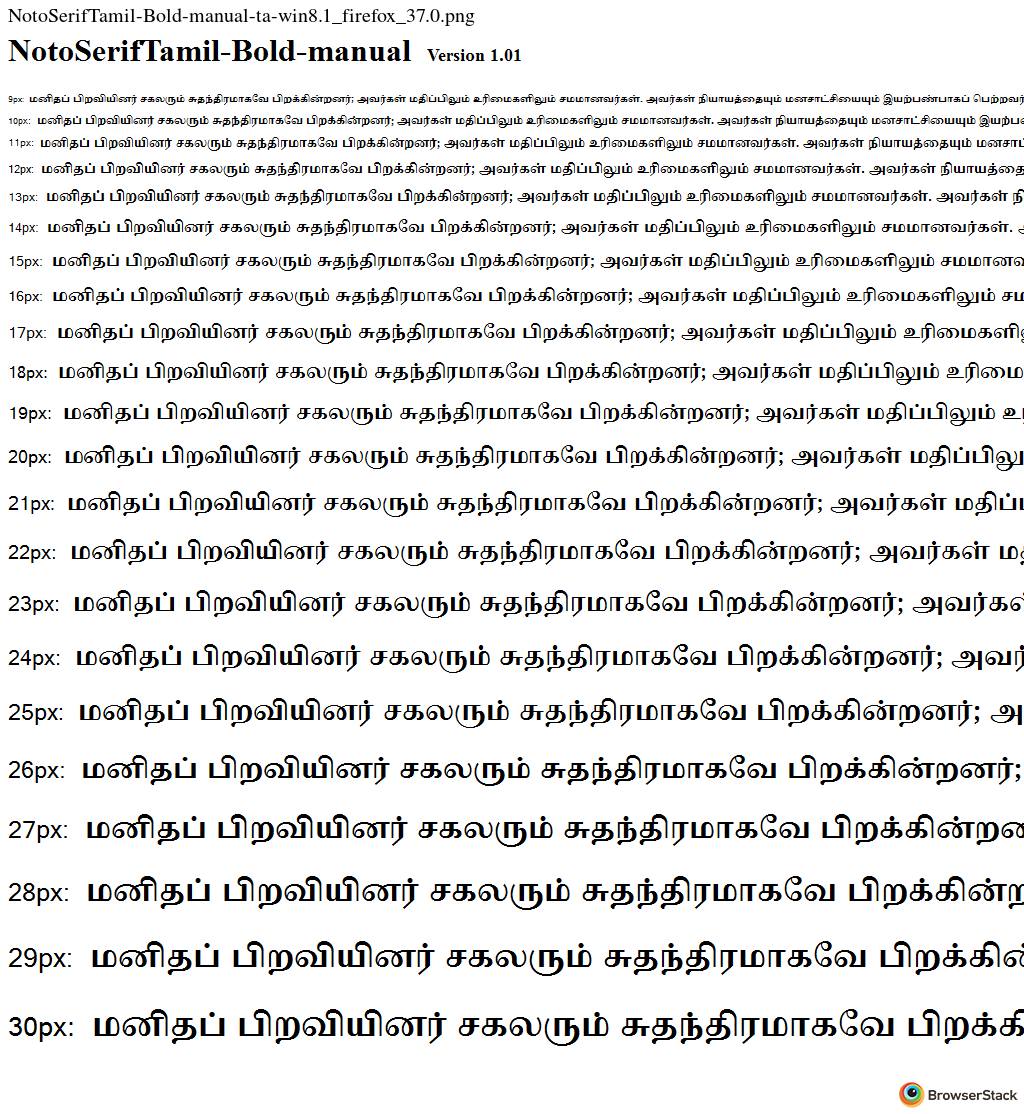 NotoSerifTamil-Bold-manual-ta-win8.1_firefox_37.0.png
NotoSerifTamil-Bold-manual Version 1.01
9px: மனிதப் பிறவியினர் சகலரும் சுதந்திரமாகவே பிறக்கின்றனர்; அவர்கள் மதிப்பிலும் உரிமைகளிலும் சமமானவர்கள். அவர்கள் நியாயத்தையும் மனசாட்சியையும் இயற்பண்பாகப்
10px: மனிதப் பிறவியினர் சகலரும் சுதந்திரமாகவே பிறக்கின்றனர்; அவர்கள் மதிப்பிலும் உரிமைகளிலும் சமமானவர்கள். அவர்கள் நியாயத்தையும் மனசாட்சியையும்
11px: மனிதப் பிறவியினர் சகலரும் சுதந்திரமாகவே பிறக்கின்றனர்; அவர்கள் மதிப்பிலும் உரிமைகளிலும் சமமானவர்கள். அவர்கள் நியாயத்தையும்
12px: மனிதப் பிறவியினர் சகலரும் சுதந்திரமாகவே பிறக்கின்றனர்; அவர்கள் மதிப்பிலும் உரிமைகளிலும் சமமானவர்கள். அவர்கள்
13px: மனிதப் பிறவியினர் சகலரும் சுதந்திரமாகவே பிறக்கின்றனர்; அவர்கள் மதிப்பிலும் உரிமைகளிலும் சமமானவர்கள். அவர்கள்
14px: மனிதப் பிறவியினர் சகலரும் சுதந்திரமாகவே பிறக்கின்றனர்; அவர்கள் மதிப்பிலும் உரிமைகளிலும் சமமானவர்கள்.
15px: மனிதப் பிறவியினர் சகலரும் சுதந்திரமாகவே பிறக்கின்றனர்; அவர்கள் மதிப்பிலும் உரிமைகளிலும்
16px: மனிதப் பிறவியினர் சகலரும் சுதந்திரமாகவே பிறக்கின்றனர்; அவர்கள் மதிப்பிலும் உரிமைகளிலும்
17px: மனிதப் பிறவியினர் சகலரும் சுதந்திரமாகவே பிறக்கின்றனர்; அவர்கள் மதிப்பிலும்
18px: மனிதப் பிறவியினர் சகலரும் சுதந்திரமாகவே பிறக்கின்றனர்; அவர்கள் மதிப்பிலும் உரிமை
19px: மனிதப் பிறவியினர் சகலரும் சுதந்திரமாகவே பிறக்கின்றனர்; அவர்கள் மதிப்பிலும்
20px: மனிதப் பிறவியினர் சகலரும் சுதந்திரமாகவே பிறக்கின்றனர்; அவர்கள் மதிப்பிலு
21px: மனிதப் பிறவியினர் சகலரும் சுதந்திரமாகவே பிறக்கின்றனர்; அவர்கள்
22px: மனிதப் பிறவியினர் சகலரும் சுதந்திரமாகவே பிறக்கின்றனர்; அவர்கள்
23px: மனிதப் பிறவியினர் சகலரும் சுதந்திரமாகவே பிறக்கின்றனர்; அவர்கள்
24px: மனிதப் பிறவியினர் சகலரும் சுதந்திரமாகவே பிறக்கின்றனர்; அவர்
25px: மனிதப் பிறவியினர் சகலரும் சுதந்திரமாகவே பிறக்கின்றனர்; அ
26px: மனிதப் பிறவியினர் சகலரும் சுதந்திரமாகவே பிறக்கின்றனர்;
27px: மனிதப் பிறவியினர் சகலரும் சுதந்திரமாகவே பிறக்கின்றன
28px: மனிதப் பிறவியினர் சகலரும் சுதந்திரமாகவே பிறக்கின்ற
29px: மனிதப் பிறவியினர் சகலரும் சுதந்திரமாகவே பிறக்கின்
30px: மனிதப் பிறவியினர் சகலரும் சுதந்திரமாகவே பிறக்கி
BrowserStack